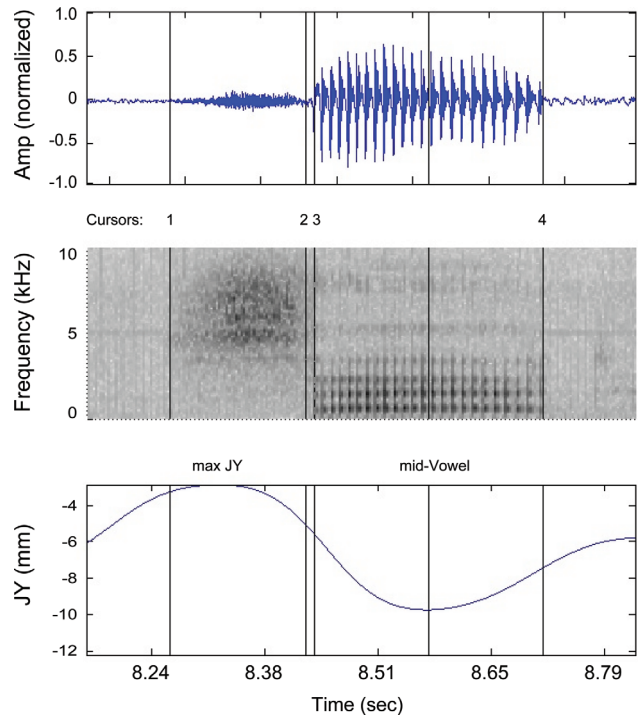 Amp (normalized)
1.0
0.5
0
-0.5
-1.0
Cursors: 1 2 3 4
Frequency (kHz)
10
5
0
max JY mid-Vowel
JY (mm)
-4
-6
-8
-10
-12
8.24 8.38 8.51 8.65 8.79
Time (sec)